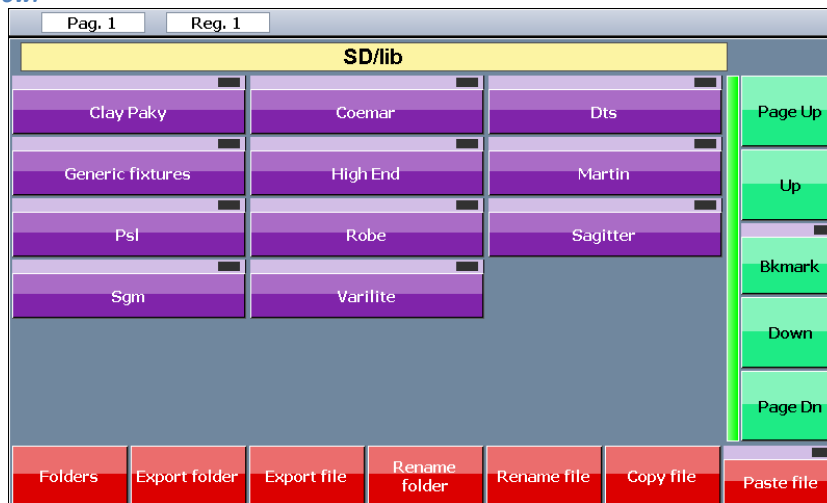 Pag. 1 Reg. 1
SD/lib
Clay Paky Coemar Dts Page Up
Generic fixtures High End Martin Up
Psl Robe Sagitter
Bkmark
Sgm Varilite
Down
Page Dn
Folders Export folder Export file Rename folder Rename file Copy file Paste file